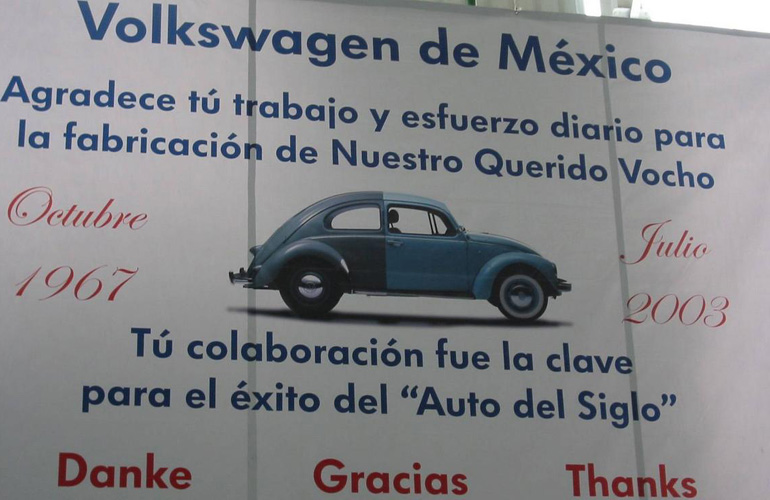 Volkswagen de México
Agradece tú trabajo y esfuerzo diario para
la fabricación de Nuestro Querido Vocho
Octubre
1967
Julio
2003
Tú colaboración fue la clave
para el éxito del “Auto del Siglo”
Danke Gracias Thanks